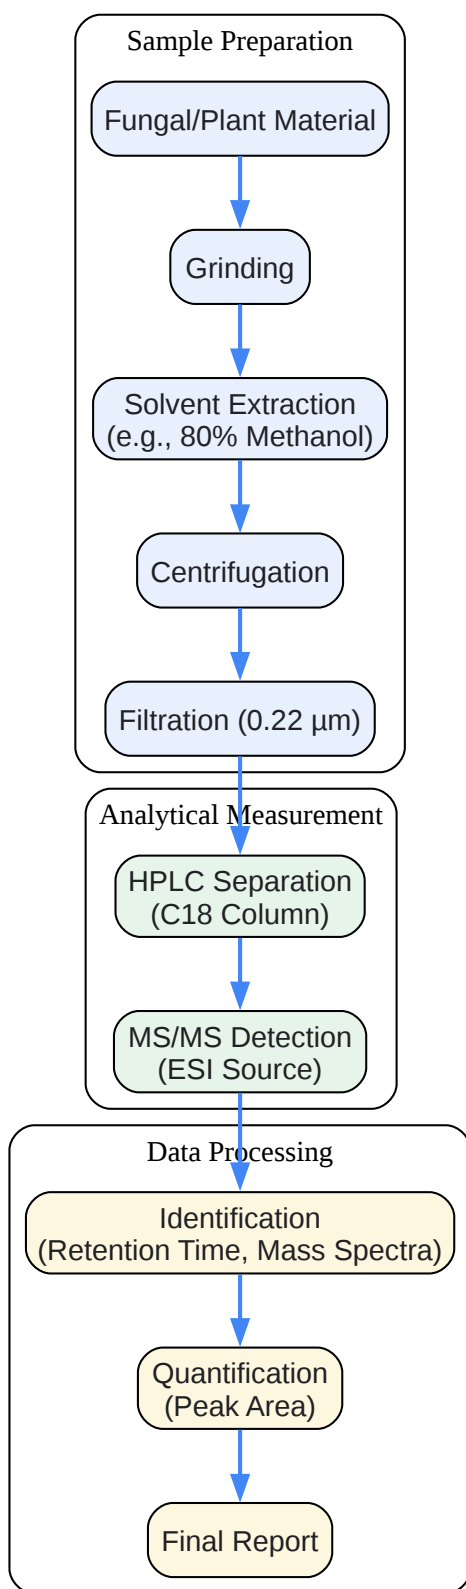 Sample Preparation
Fungal/Plant Material
Grinding
Solvent Extraction
(e.g., 80% Methanol)
Centrifugation
Filtration (0.22 µm)
Analytical Measurement
HPLC Separation
(C18 Column)
MS/MS Detection
(ESI Source)
Data Processing
Identification
(Retention Time, Mass Spectra)
Quantification
(Peak Area)
Final Report